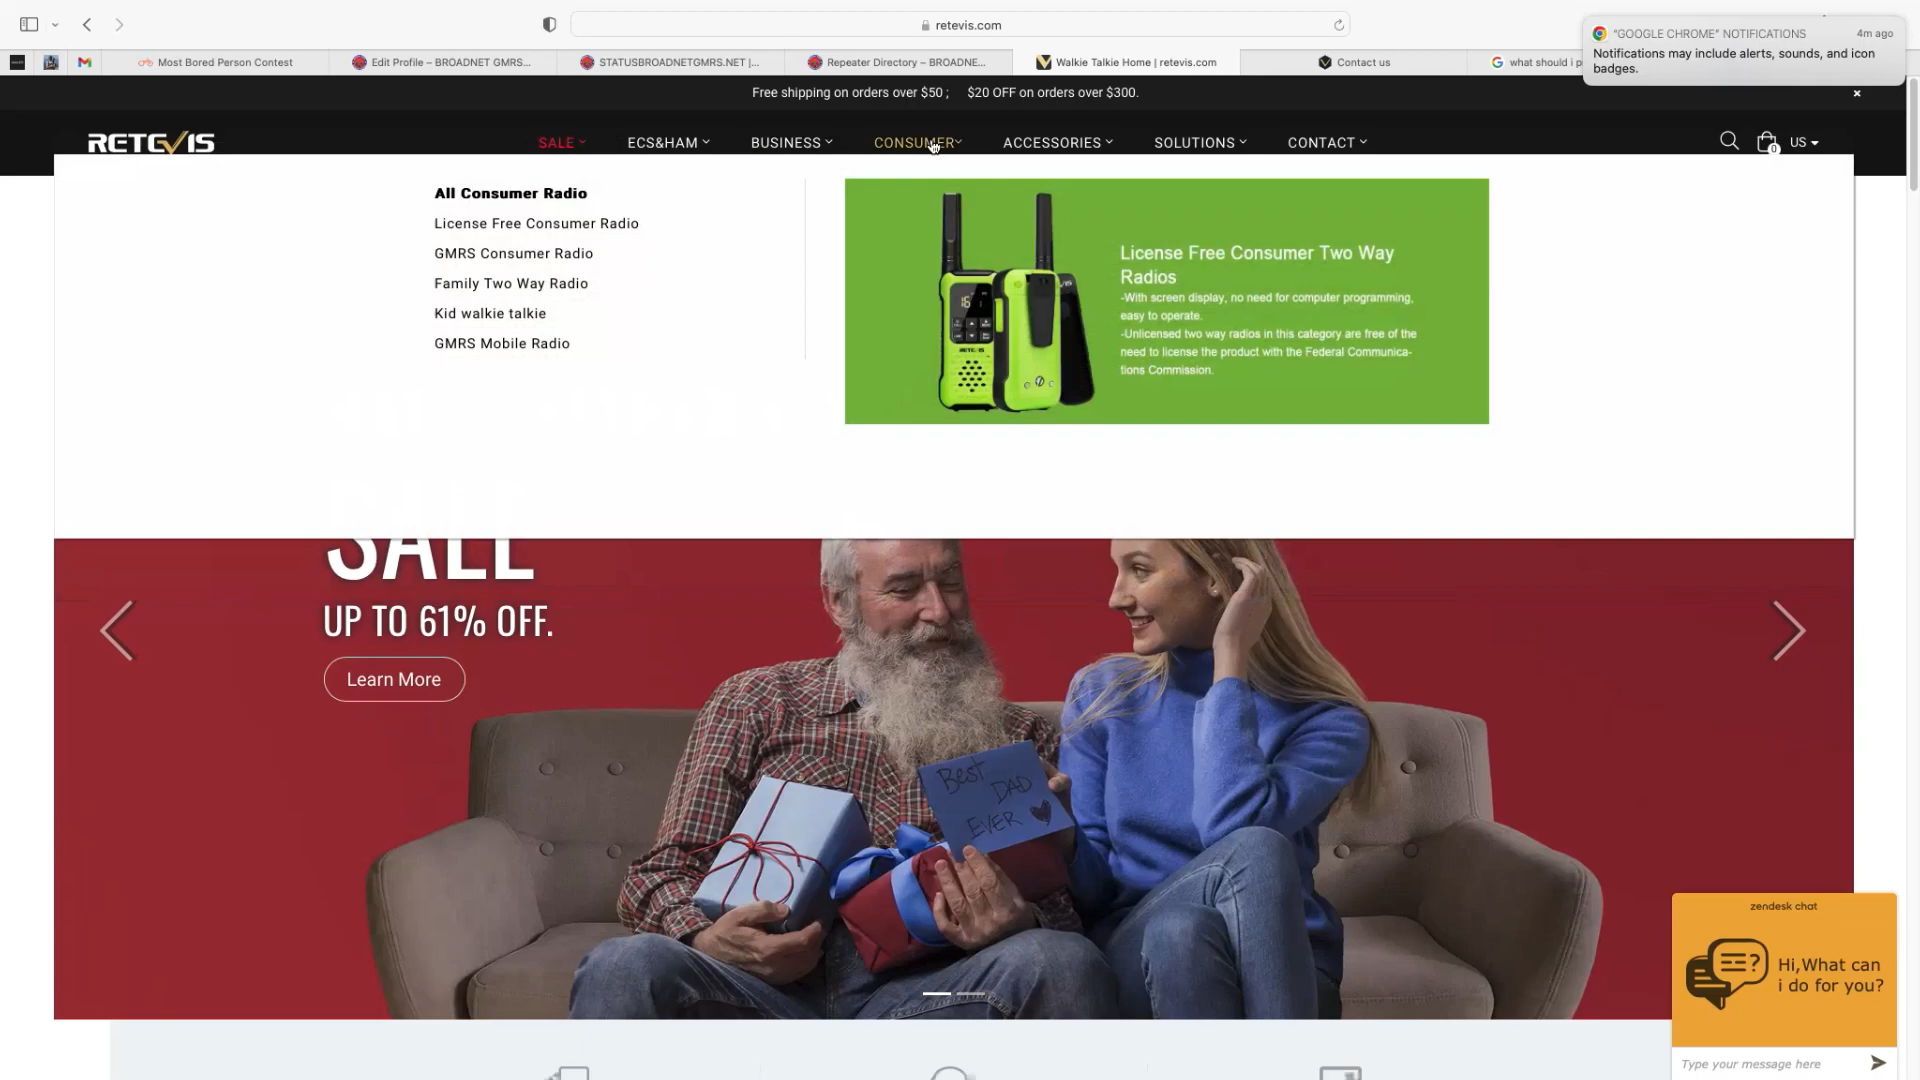 retevis.com
"GOOGLE CHROME" NOTIFICATIONS
4m ago
Notifications may include alerts, sounds, and icon
badges.
Most Bored Person Contest
Edit Profile – BROADNET GMRS...
STATUSBROADNETGMRS.NET |...
Repeater Directory – BROADNE...
Walkie Talkie Home | retevis.com
Contact us
what should i p
Free shipping on orders over $50 ; $20 OFF on orders over $300.
RETEVIS
SALE
ECS&HAM
BUSINESS
CONSUMER
ACCESSORIES
SOLUTIONS
CONTACT
0
US
All Consumer Radio
License Free Consumer Radio
GMRS Consumer Radio
Family Two Way Radio
Kid walkie talkie
GMRS Mobile Radio
License Free Consumer Two Way
Radios
-With screen display, no need for computer programming,
easy to operate.
-Unlicensed two way radios in this category are free of the
need to license the product with the Federal Communica-
tions Commission.
SALE
UP TO 61% OFF.
Learn More
Best
DAD
EVER
zendesk chat
Hi,What can
i do for you?
Type your message here